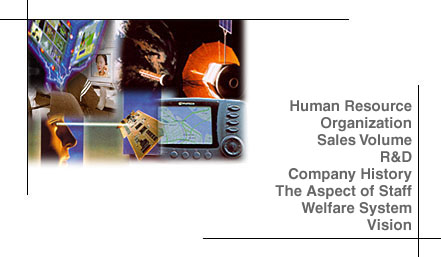 Human Resource
Organization
Sales Volume
R&D
Company History
The Aspect of Staff
Welfare System
Vision